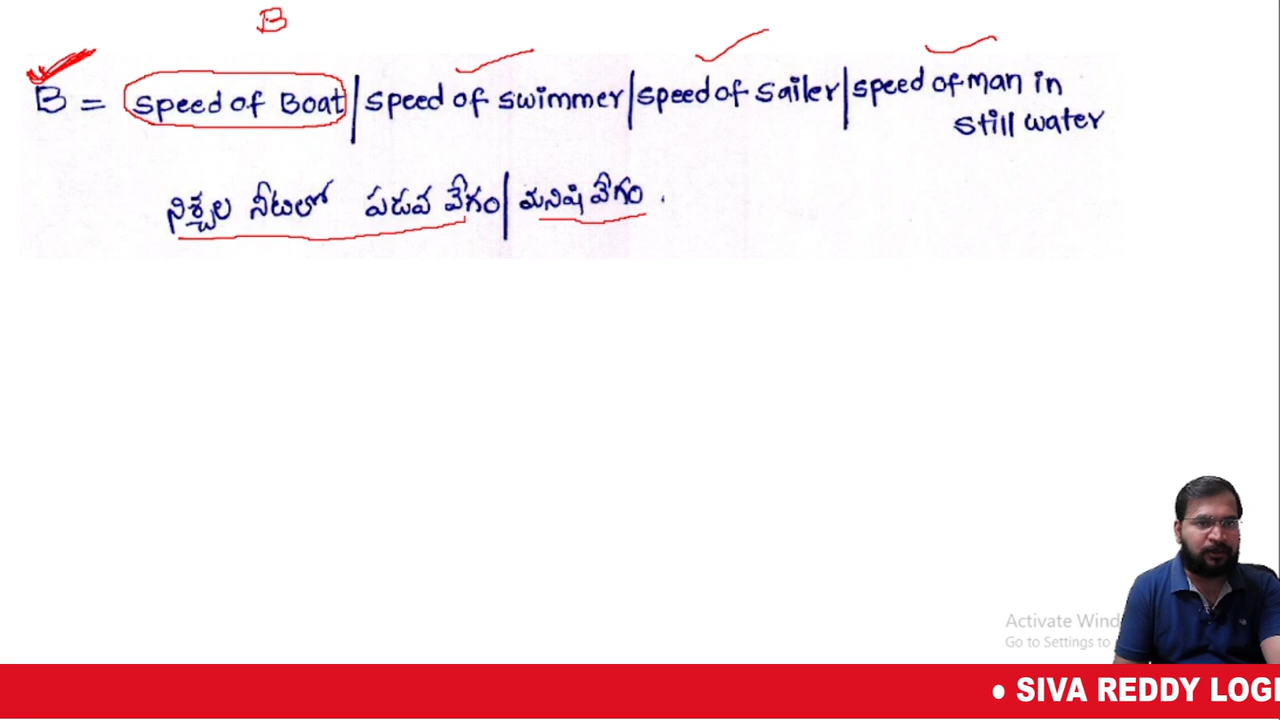 B
B = speed of Boat | speed of swimmer | speed of sailer | speed of man in
still water
నిశ్చల నీటులో పడువ వేగం | మనిషి వేగం .
Activate Wind
Go to Settings to
• SIVA REDDY LOGI